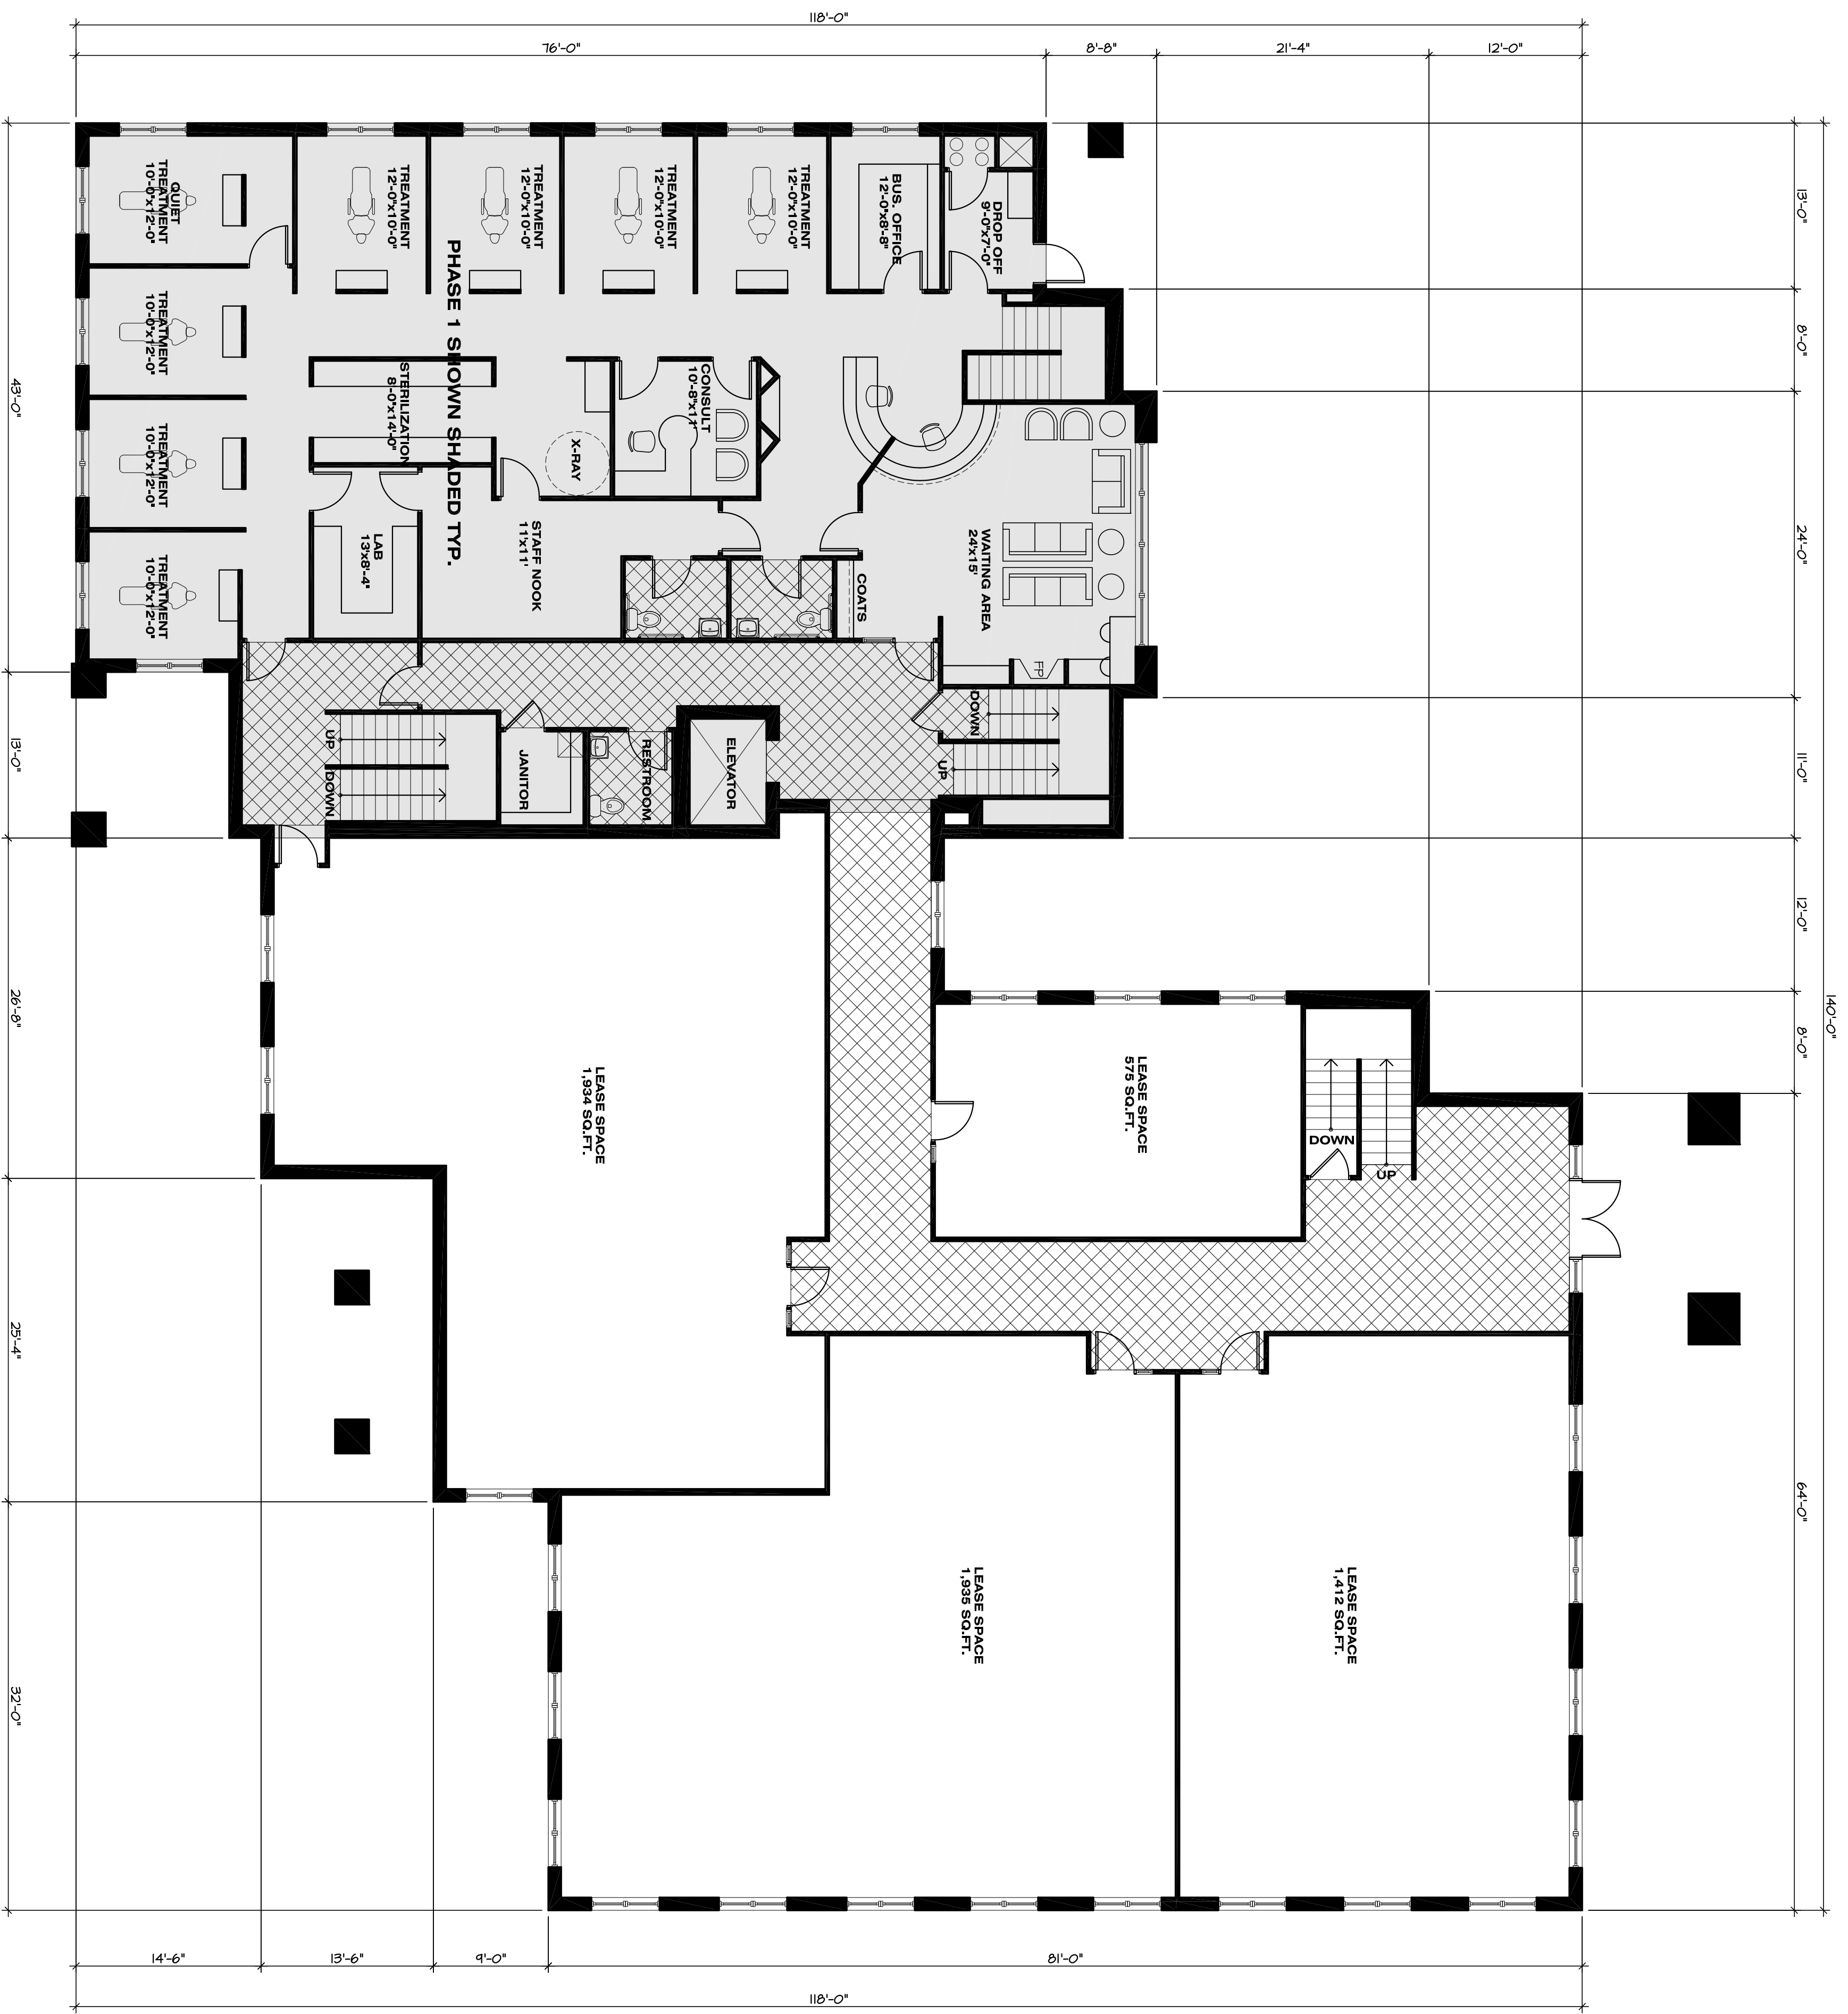 118'-0"
76'-0"
8'-8"
21'-4"
12'-0"
QUIET
TREATMENT
10'-0"x12'-0"
TREATMENT
12'-0"x10'-0"
TREATMENT
12'-0"x10'-0"
TREATMENT
12'-0"x10'-0"
TREATMENT
12'-0"x10'-0"
BUS. OFFICE
12'-0"x8'-8"
DROP OFF
9'-0"x7'-0"
13'-0"
PHASE 1 SHOWN SHADED TYP.
TREATMENT
10'-0"x12'-0"
8'-0"
43'-0"
STERILIZATION
8'-0"x14'-0"
CONSULT
10'-8"x11'
X-RAY
TREATMENT
10'-0"x12'-0"
LAB
13'x8'-4"
STAFF NOOK
11'x11'
WAITING AREA
24'x15'
24'-0"
COATS
TREATMENT
10'-0"x12'-0"
FP
DOWN
UP
UP
DOWN
JANITOR
RESTROOM
ELEVATOR
13'-0"
11'-0"
12'-0"
140'-0"
26'-8"
8'-0"
LEASE SPACE
1,934 SQ.FT.
LEASE SPACE
575 SQ.FT.
DOWN
UP
25'-4"
64'-0"
LEASE SPACE
1,935 SQ.FT.
LEASE SPACE
1,412 SQ.FT.
32'-0"
14'-6"
13'-6"
9'-0"
81'-0"
118'-0"